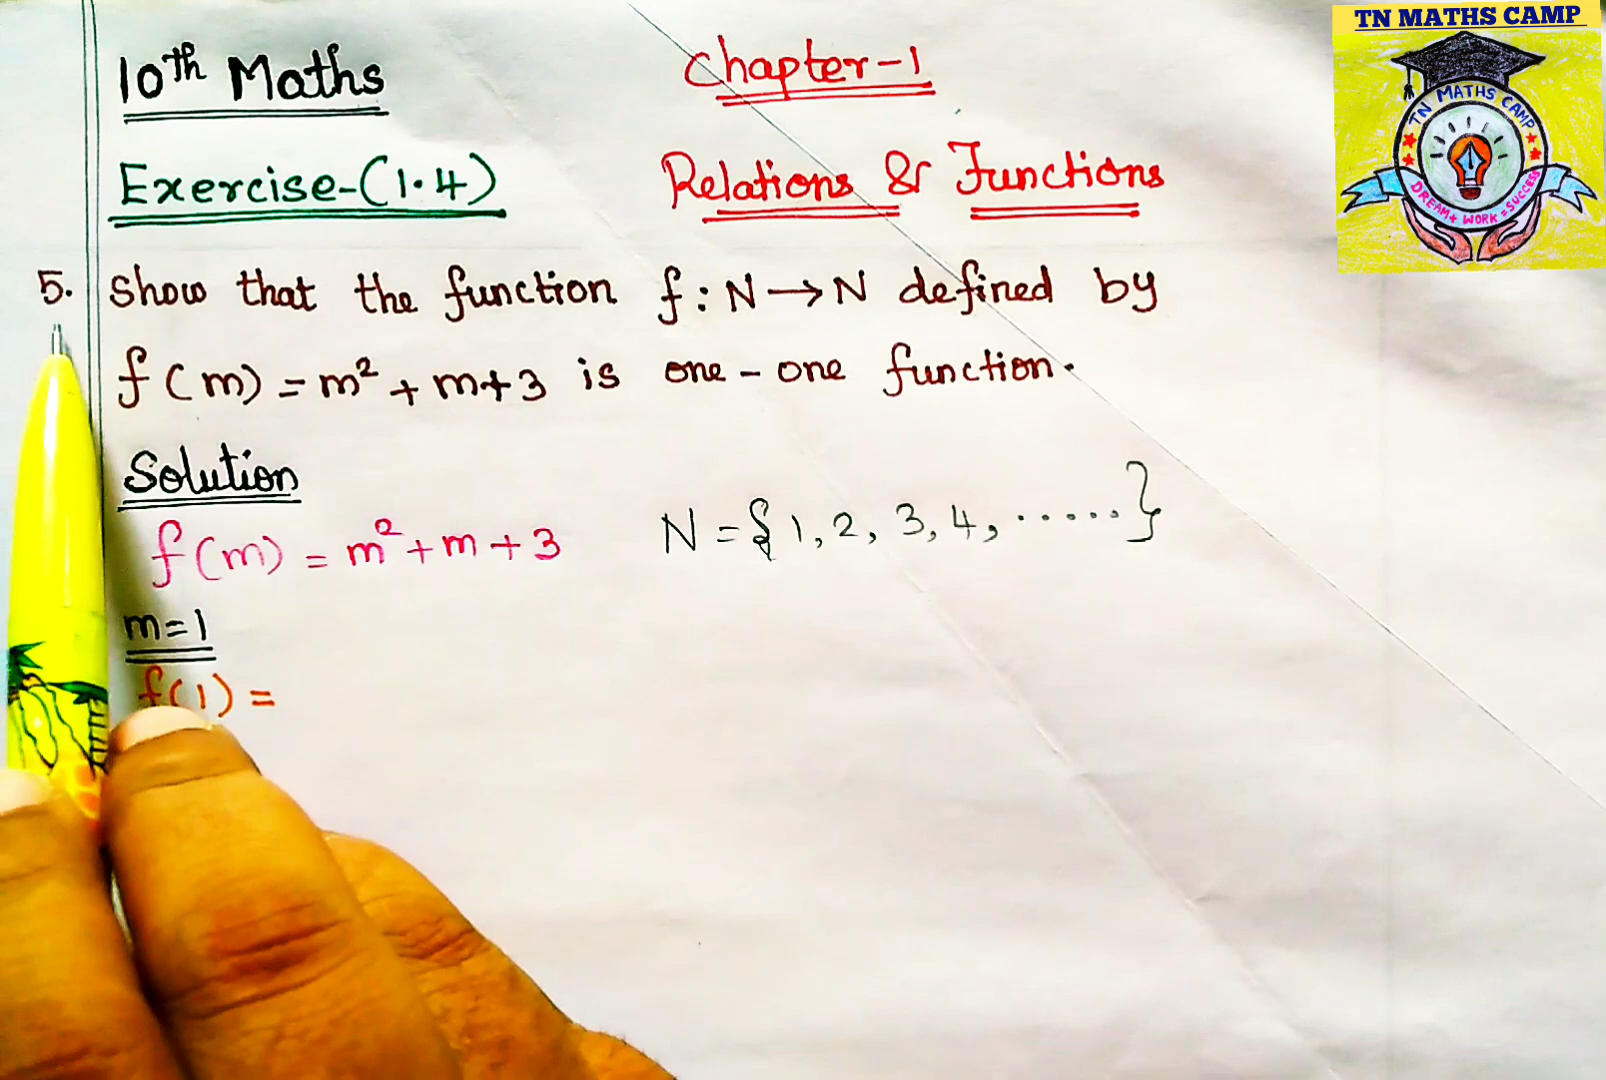 TN MATHS CAMP
10th Maths
Chapter-1
Exercise-(1.4)
Relations & Functions
TN MATHS CAMP
DREAM + WORK = SUCCESS
5. Show that the function f : N → N defined by
f(m) = m² + m + 3 is one - one function.
Solution
f(m) = m² + m + 3
N = {1, 2, 3, 4, ......}
m = 1
f(1) =